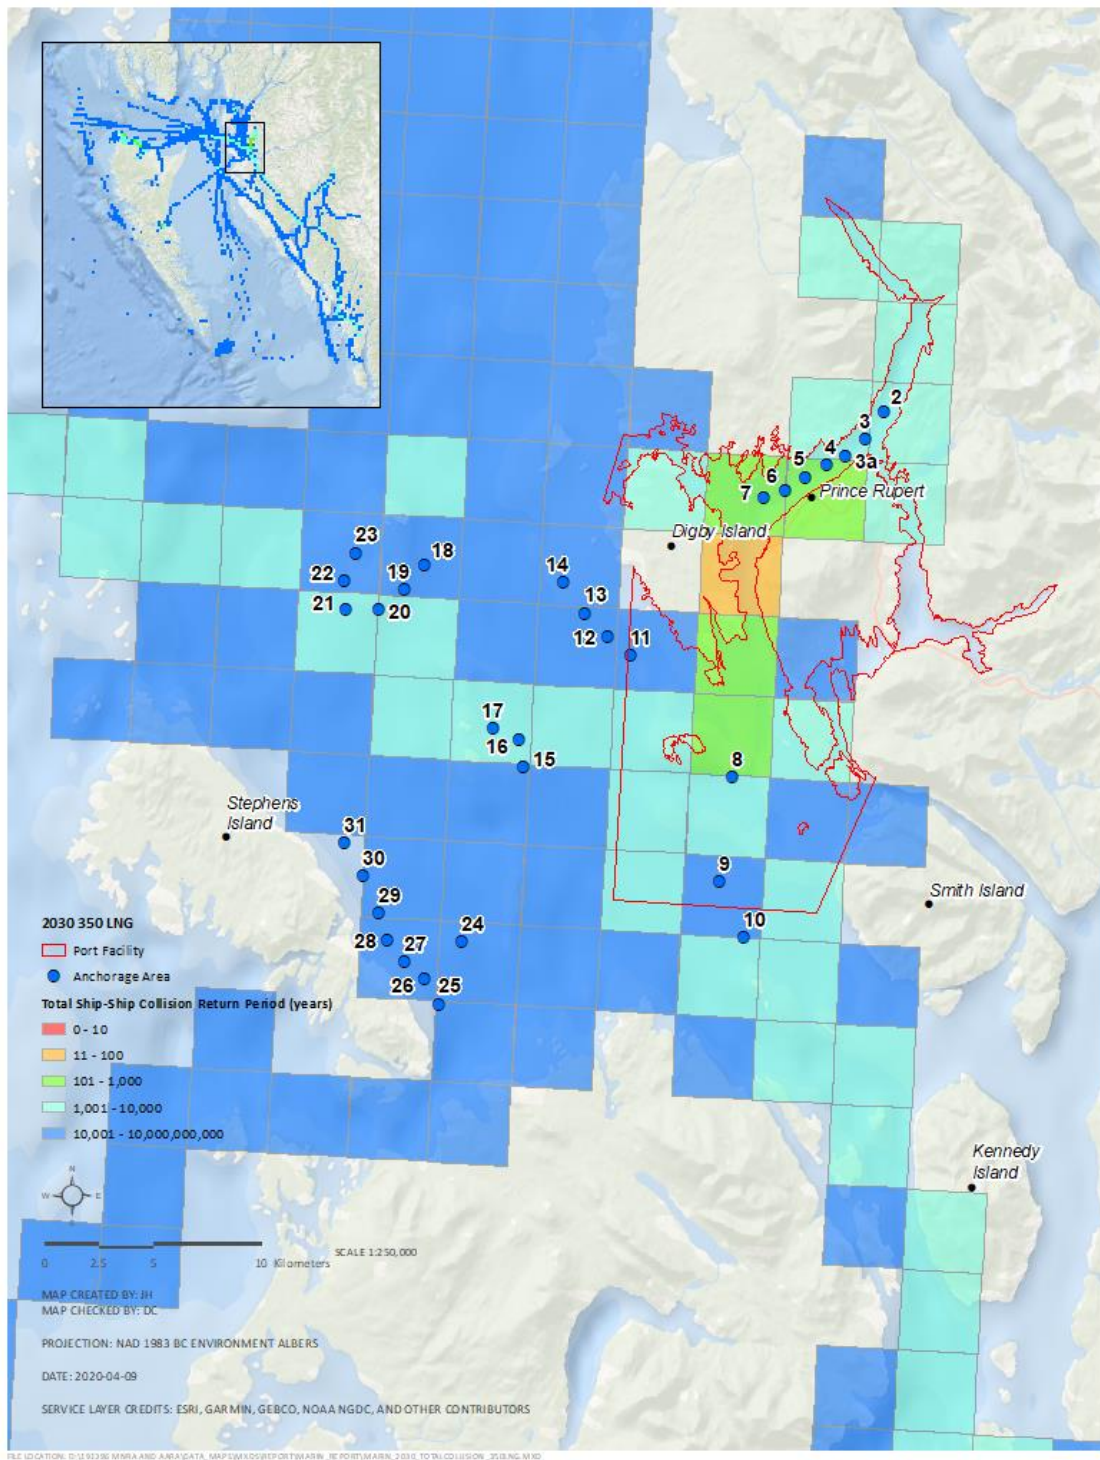 2
3
4
3a
5
6
7
Prince Rupert
Digby Island
23
18
14
22
19
13
21
20
12
11
17
16
15
8
Stephens
Island
31
30
9
Smith Island
29
10
24
28
27
26
25
2030 350 LNG
Port Facility
Anchorage Area
Total Ship-Ship Collision Return Period (years)
0 - 10
11 - 100
101 - 1,000
1,001 - 10,000
10,001 - 10,000,000,000
Kennedy
Island
N
W
E
SCALE 1:250,000
0 2.5 5 10 Kilometers
MAP CREATED BY: JH
MAP CHECKED BY: DC
PROJECTION: NAD 1983 BC ENVIRONMENT ALBERS
DATE: 2020-04-09
SERVICE LAYER CREDITS: ESRI, GARMIN, GEBCO, NOAA NGDC, AND OTHER CONTRIBUTORS
FILE LOCATION: